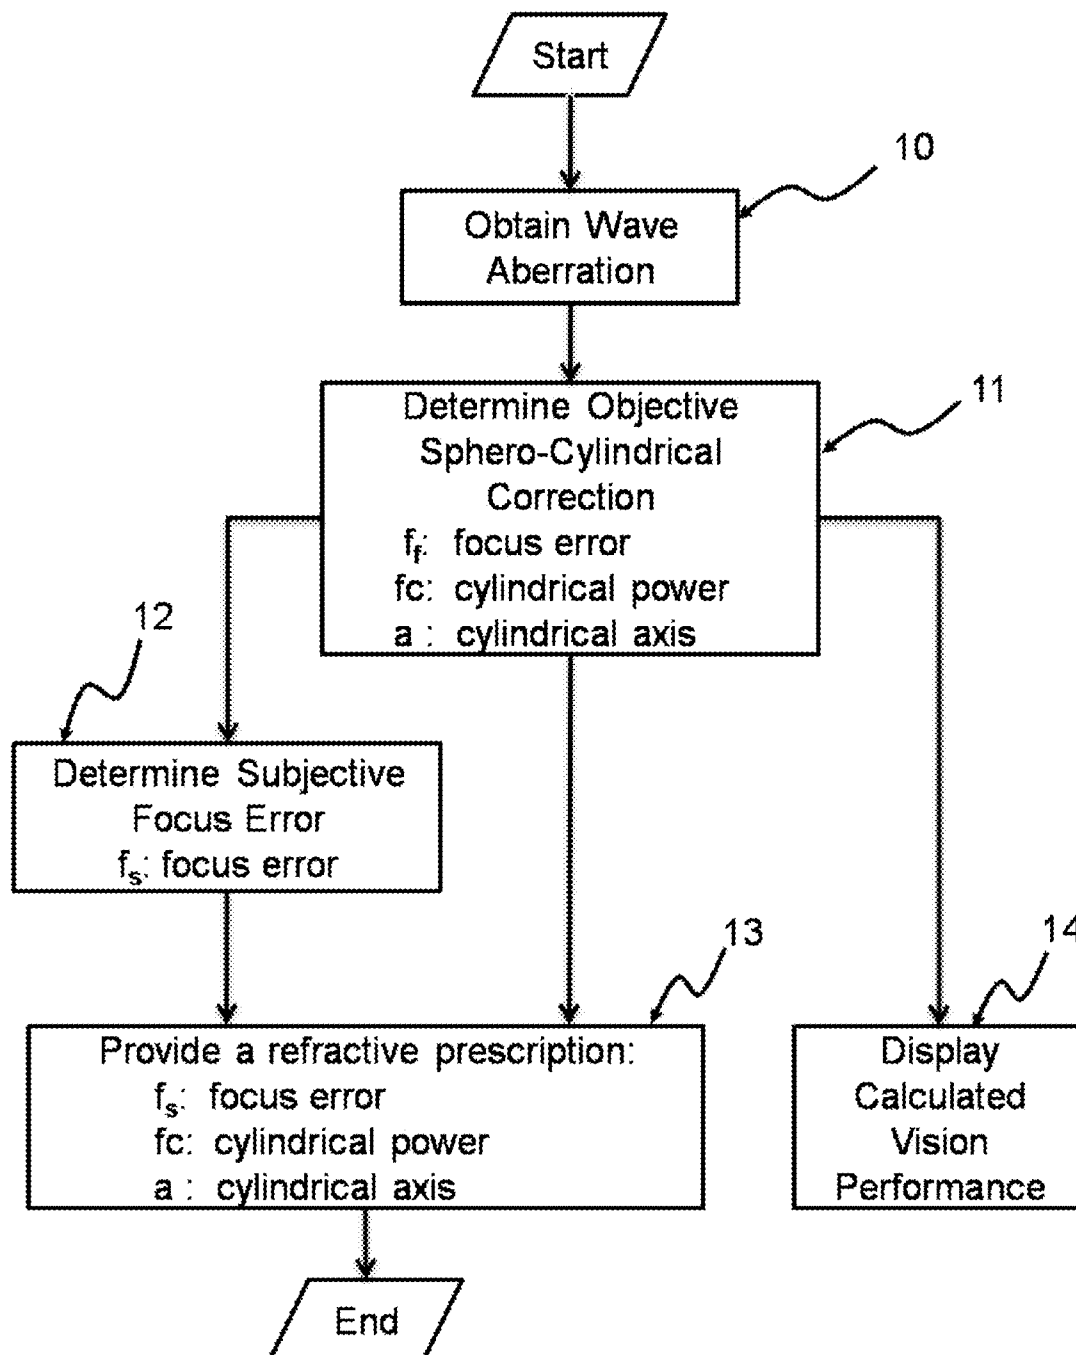 Start
10
Obtain Wave
Aberration
11
Determine Objective
Sphero-Cylindrical
Correction
f_f: focus error
fc: cylindrical power
a : cylindrical axis
12
Determine Subjective
Focus Error
f_s: focus error
13
Provide a refractive prescription:
f_s: focus error
fc: cylindrical power
a : cylindrical axis
14
Display
Calculated
Vision
Performance
End